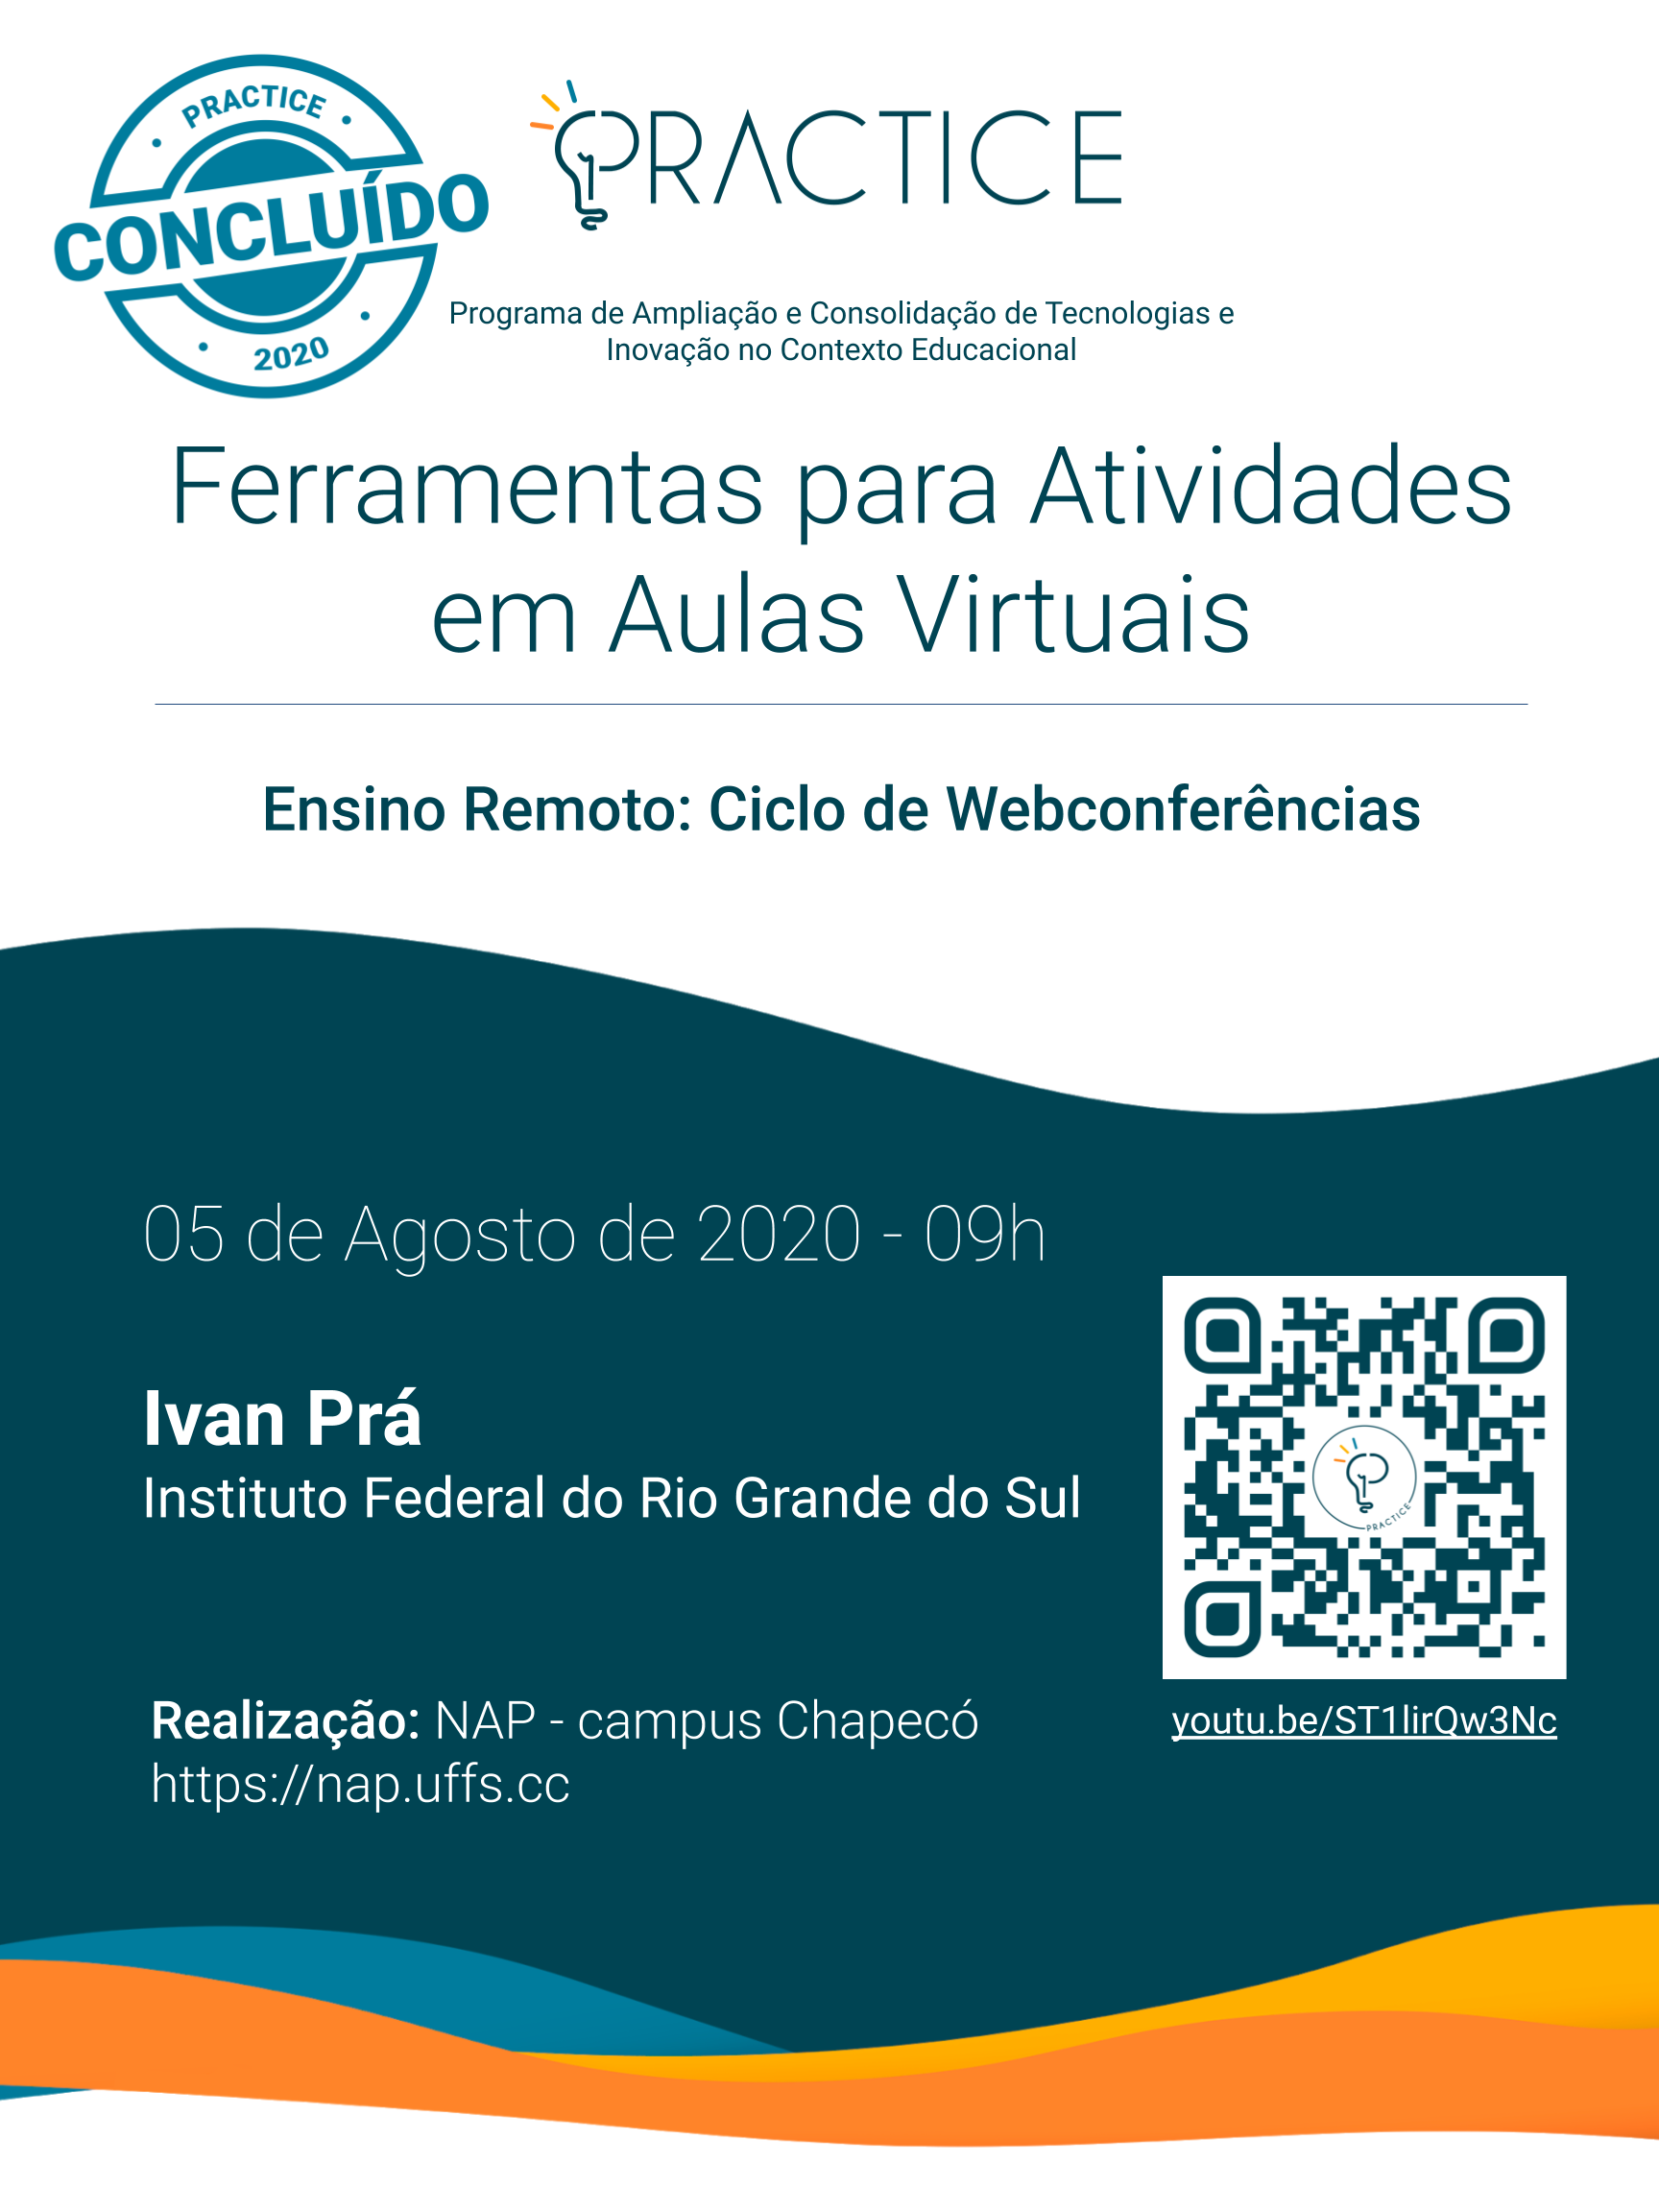 PRACTICE
CONCLUÍDO
2020
PRACTICE
Programa de Ampliação e Consolidação de Tecnologias e
Inovação no Contexto Educacional
Ferramentas para Atividades
em Aulas Virtuais
Ensino Remoto: Ciclo de Webconferências
05 de Agosto de 2020 - 09h
Ivan Prá
Instituto Federal do Rio Grande do Sul
PRACTICE
youtu.be/ST1lirQw3Nc
Realização: NAP - campus Chapecó
https://nap.uffs.cc